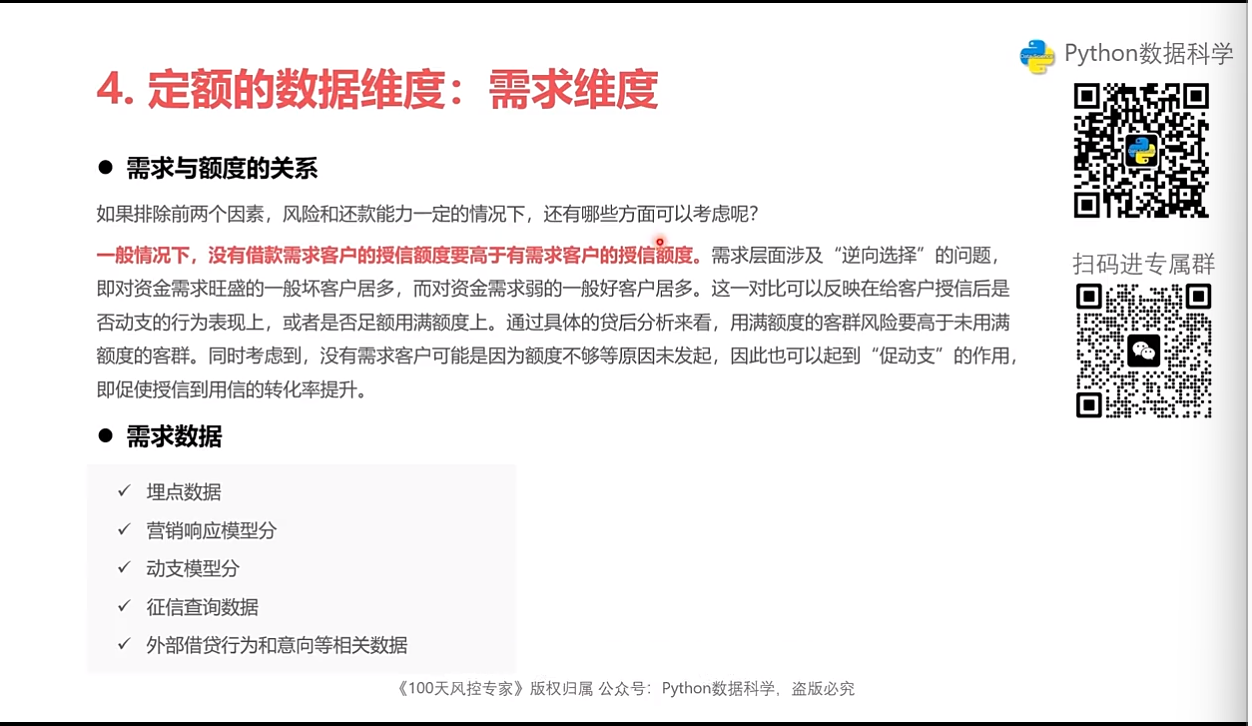 Python数据科学
4. 定额的数据维度：需求维度
● 需求与额度的关系
如果排除前两个因素，风险和还款能力一定的情况下，还有哪些方面可以考虑呢？
一般情况下，没有借款需求客户的授信额度要高于有需求客户的授信额度。需求层面涉及“逆向选择”的问题，
即对资金需求旺盛的一般坏客户居多，而对资金需求弱的一般好客户居多。这一对比可以反映在给客户授信后是
否动支的行为表现上，或者是否足额用满额度上。通过具体的贷后分析来看，用满额度的客群风险要高于未用满
额度的客群。同时考虑到，没有需求客户可能是因为额度不够等原因未发起，因此也可以起到“促动支”的作用，
即促使授信到用信的转化率提升。
扫码进专属群
● 需求数据
✓ 埋点数据
✓ 营销响应模型分
✓ 动支模型分
✓ 征信查询数据
✓ 外部借贷行为和意向等相关数据
《100天风控专家》版权归属 公众号：Python数据科学，盗版必究